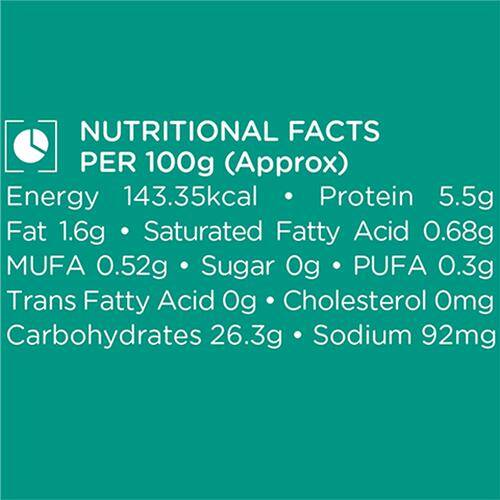 NUTRITIONAL FACTS
PER 100g (Approx)
Energy 143.35kcal • Protein 5.5g
Fat 1.6g • Saturated Fatty Acid 0.68g
MUFA 0.52g • Sugar 0g • PUFA 0.3g
Trans Fatty Acid 0g • Cholesterol 0mg
Carbohydrates 26.3g • Sodium 92mg